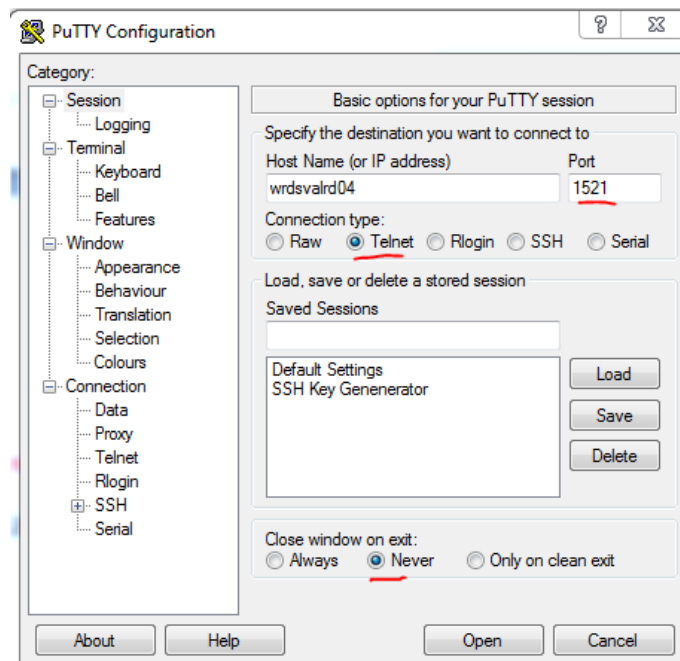 PuTTY Configuration
Category:
Session
Logging
Terminal
Keyboard
Bell
Features
Window
Appearance
Behaviour
Translation
Selection
Colours
Connection
Data
Proxy
Telnet
Rlogin
SSH
Serial
Basic options for your PuTTY session
Specify the destination you want to connect to
Host Name (or IP address) Port
wrdsvalrd04 1521
Connection type:
Raw Telnet Rlogin SSH Serial
Load, save or delete a stored session
Saved Sessions
Default Settings
SSH Key Genenerator
Load
Save
Delete
Close window on exit:
Always Never Only on clean exit
About Help Open Cancel